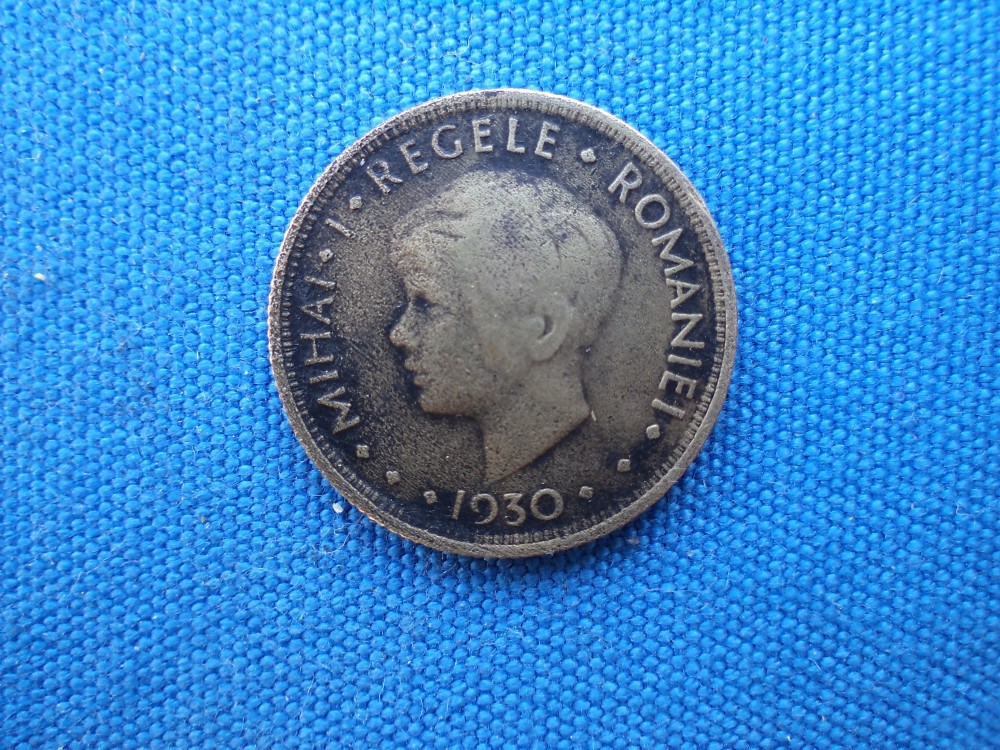 MIHAI · I · REGELE · ROMANIEI
1930